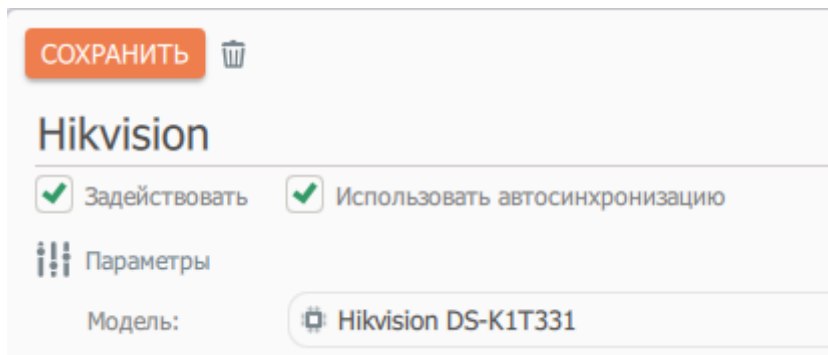 СОХРАНИТЬ
Hikvision
Задействовать Использовать автосинхронизацию
Параметры
Модель: Hikvision DS-K1T331